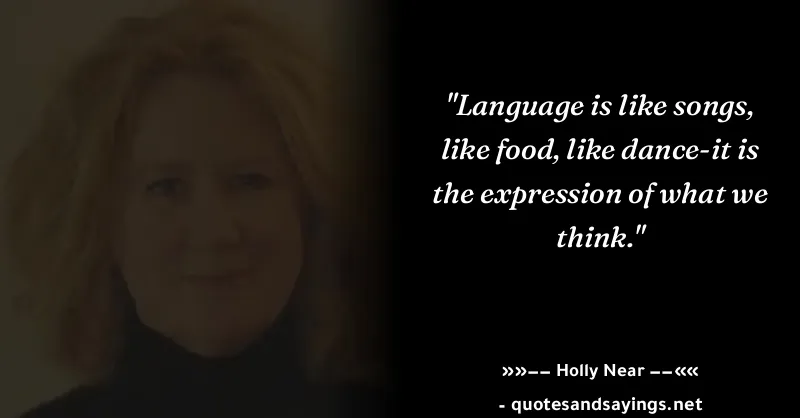 "Language is like songs,
like food, like dance-it is
the expression of what we
think."
»»–– Holly Near ––««
- quotesandsayings.net